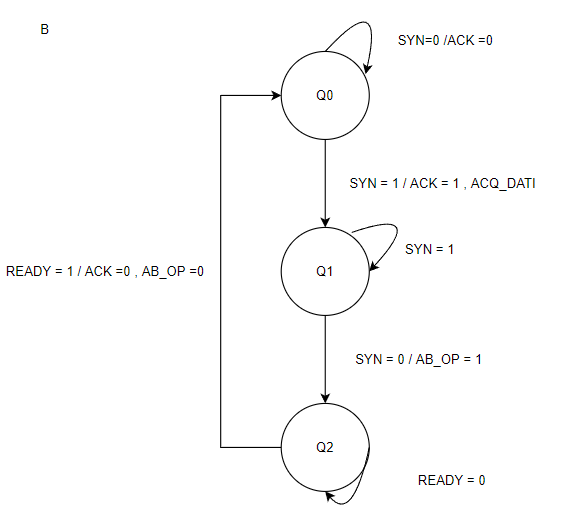 B
SYN=0 /ACK =0
Q0
SYN = 1 / ACK = 1 , ACQ_DATI
SYN = 1
Q1
READY = 1 / ACK =0 , AB_OP =0
SYN = 0 / AB_OP = 1
Q2
READY = 0